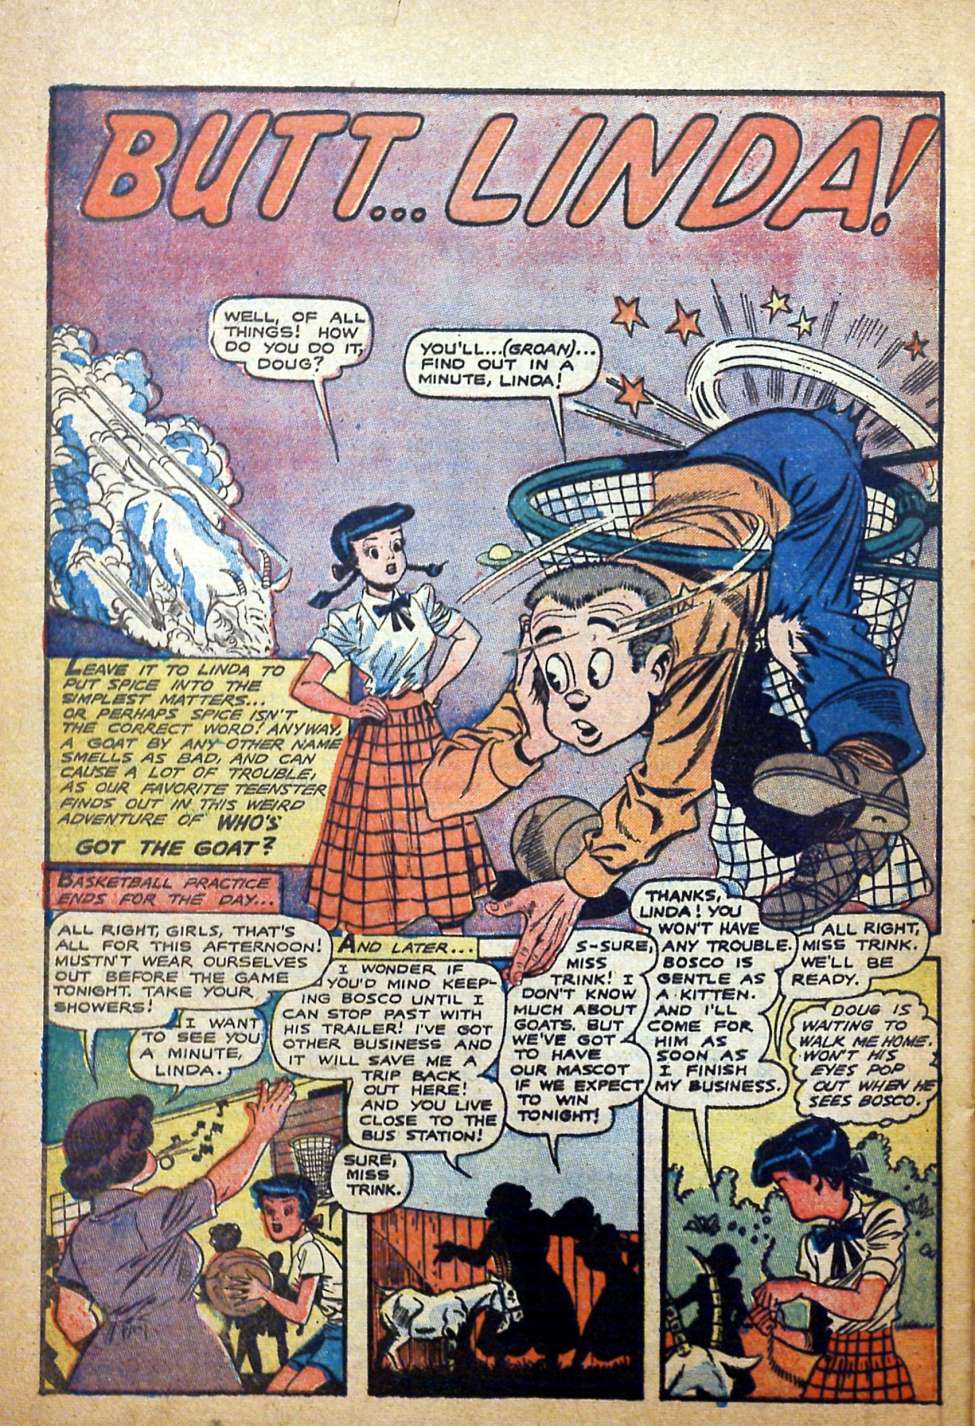 BUTT... LINDA!
WELL, OF ALL
THINGS! HOW
DO YOU DO IT,
DOUG?
YOU'LL...(GROAN)...
FIND OUT IN A
MINUTE, LINDA!
LEAVE IT TO LINDA TO
PUT SPICE INTO THE
SIMPLEST MATTERS...
OR PERHAPS SPICE ISN'T
THE CORRECT WORD! ANYWAY,
A GOAT BY ANY OTHER NAME
SMELLS AS BAD, AND CAN
CAUSE A LOT OF TROUBLE,
AS OUR FAVORITE TEENSTER
FINDS OUT IN THIS WEIRD
ADVENTURE OF WHO'S
GOT THE GOAT?
BASKETBALL PRACTICE
ENDS FOR THE DAY...
ALL RIGHT, GIRLS, THAT'S
ALL FOR THIS AFTERNOON!
MUSTN'T WEAR OURSELVES
OUT BEFORE THE GAME
TONIGHT. TAKE YOUR
SHOWERS!
I WANT
TO SEE YOU
A MINUTE,
LINDA.
SURE,
MISS
TRINK.
AND LATER...
I WONDER IF
YOU'D MIND KEEP-
ING BOSCO UNTIL I
CAN STOP PAST WITH
HIS TRAILER! I'VE GOT
OTHER BUSINESS AND
IT WILL SAVE ME A
TRIP BACK
OUT HERE!
AND YOU LIVE
CLOSE TO THE
BUS STATION!
S-SURE,
MISS
TRINK! I
DON'T KNOW
MUCH ABOUT
GOATS. BUT
WE'VE GOT
TO HAVE
OUR MASCOT
IF WE EXPECT
TO WIN
TONIGHT!
THANKS,
LINDA! YOU
WON'T HAVE
ANY TROUBLE.
BOSCO IS
GENTLE AS
A KITTEN.
AND I'LL
COME FOR
HIM AS
SOON AS
I FINISH
MY BUSINESS.
ALL RIGHT,
MISS TRINK.
WE'LL BE
READY.
DOUG IS
WAITING TO
WALK ME HOME.
WON'T HIS
EYES POP
OUT WHEN HE
SEES BOSCO.